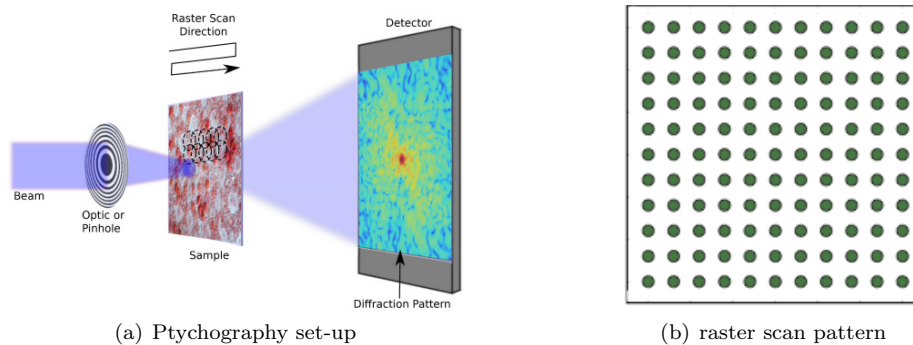 Raster Scan
Direction
Detector
Beam
Optic or
Pinhole
Sample
Diffraction Pattern
(a) Ptychography set-up
(b) raster scan pattern